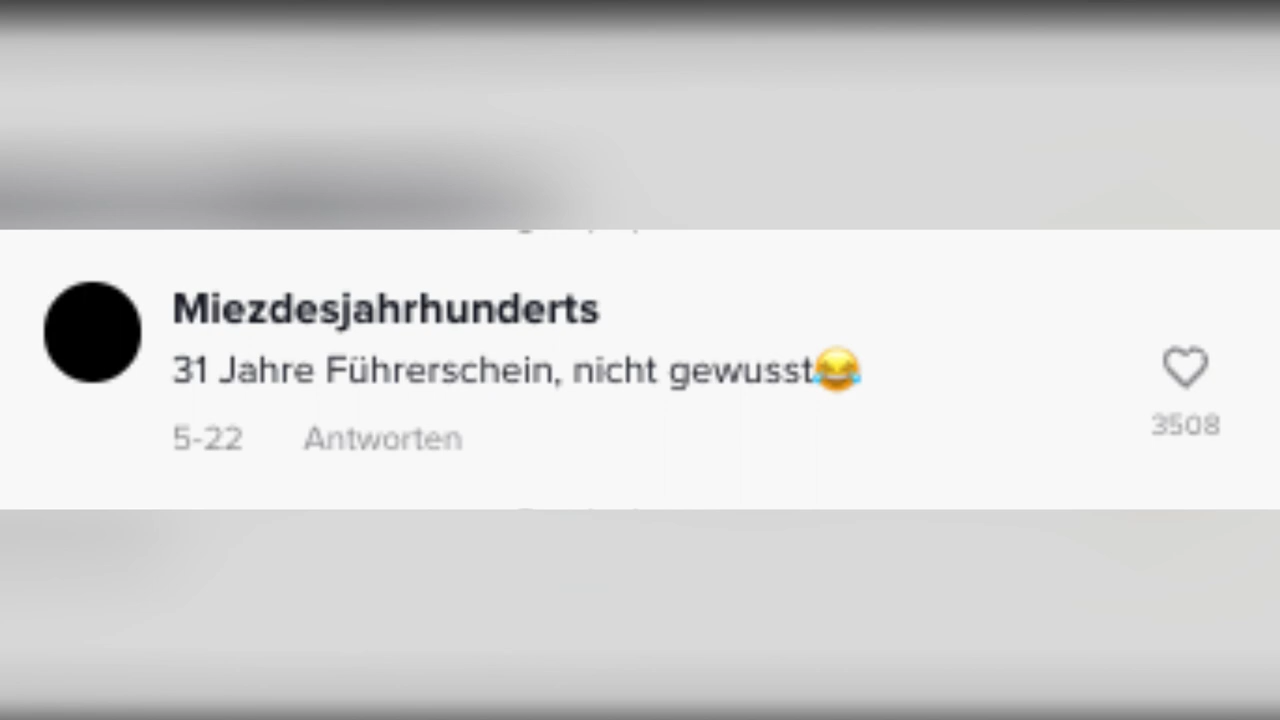 Miezdesjahrhunderts
31 Jahre Führerschein, nicht gewusst😂
3508
5-22 Antworten